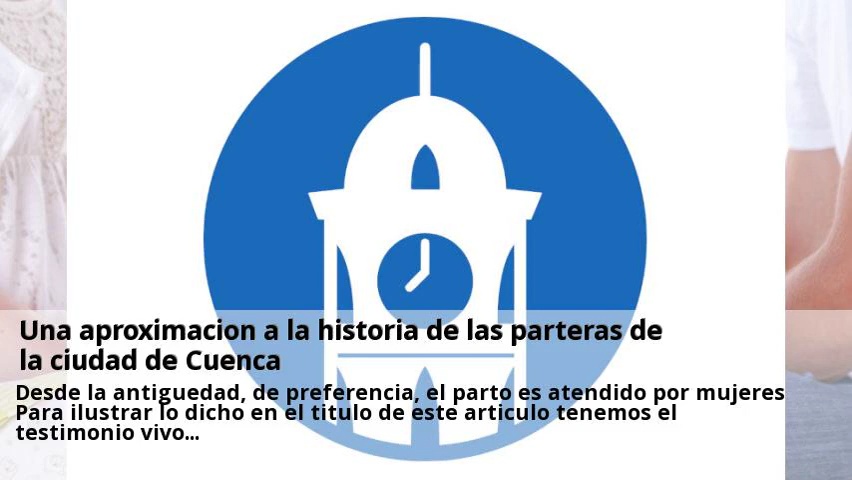 Una aproximacion a la historia de las parteras de
la ciudad de Cuenca
Desde la antiguedad, de preferencia, el parto es atendido por mujeres
Para ilustrar lo dicho en el titulo de este articulo tenemos el
testimonio vivo...